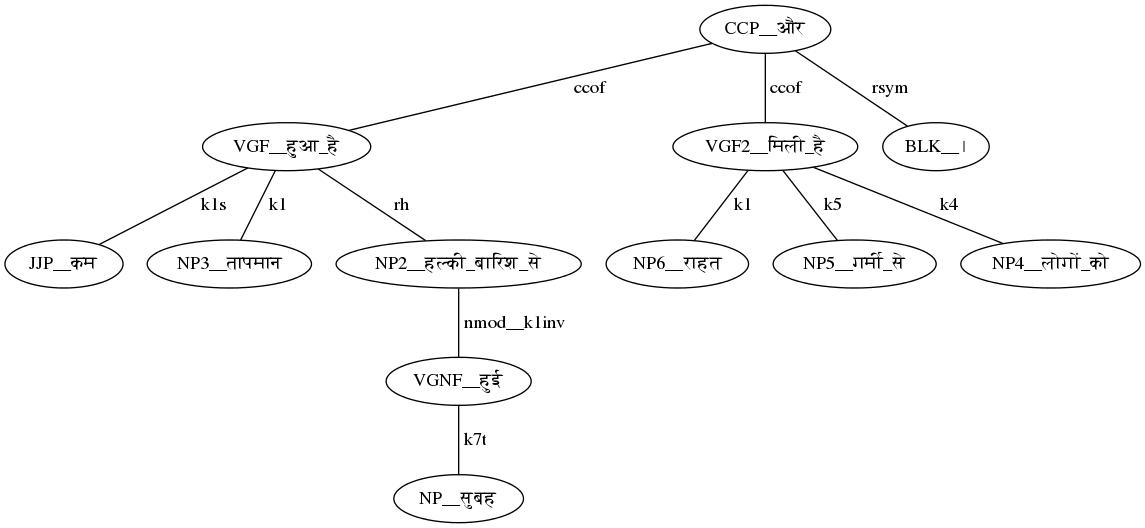 CCP__और
ccof ccof rsym
VGF__हुआ_है VGF2__मिली_है BLK__।
k1s k1 rh k1 k5 k4
JJP__कम NP3__तापमान NP2__हल्की_बारिश_से NP6__राहत NP5__गर्मी_से NP4__लोगों_को
nmod__k1inv
VGNF__हुई
k7t
NP__सुबह